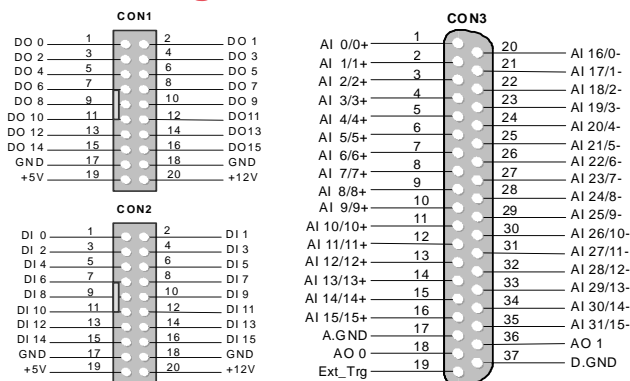 CON1
DO 0 1 2 DO 1
DO 2 3 4 DO 3
DO 4 5 6 DO 5
DO 6 7 8 DO 7
DO 8 9 10 DO 9
DO 10 11 12 DO11
DO 12 13 14 DO13
DO 14 15 16 DO15
GND 17 18 GND
+5V 19 20 +12V
CON2
DI 0 1 2 DI 1
DI 2 3 4 DI 3
DI 4 5 6 DI 5
DI 6 7 8 DI 7
DI 8 9 10 DI 9
DI 10 11 12 DI 11
DI 12 13 14 DI 13
DI 14 15 16 DI 15
GND 17 18 GND
+5V 19 20 +12V
CON3
AI 0/0+ 1 20 AI 16/0-
AI 1/1+ 2 21 AI 17/1-
AI 2/2+ 3 22 AI 18/2-
AI 3/3+ 4 23 AI 19/3-
AI 4/4+ 5 24 AI 20/4-
AI 5/5+ 6 25 AI 21/5-
AI 6/6+ 7 26 AI 22/6-
AI 7/7+ 8 27 AI 23/7-
AI 8/8+ 9 28 AI 24/8-
AI 9/9+ 10 29 AI 25/9-
AI 10/10+ 11 30 AI 26/10-
AI 11/11+ 12 31 AI 27/11-
AI 12/12+ 13 32 AI 28/12-
AI 13/13+ 14 33 AI 29/13-
AI 14/14+ 15 34 AI 30/14-
AI 15/15+ 16 35 AI 31/15-
A.GND 17 36 AO 1
AO 0 18 37 D.GND
Ext_Trg 19